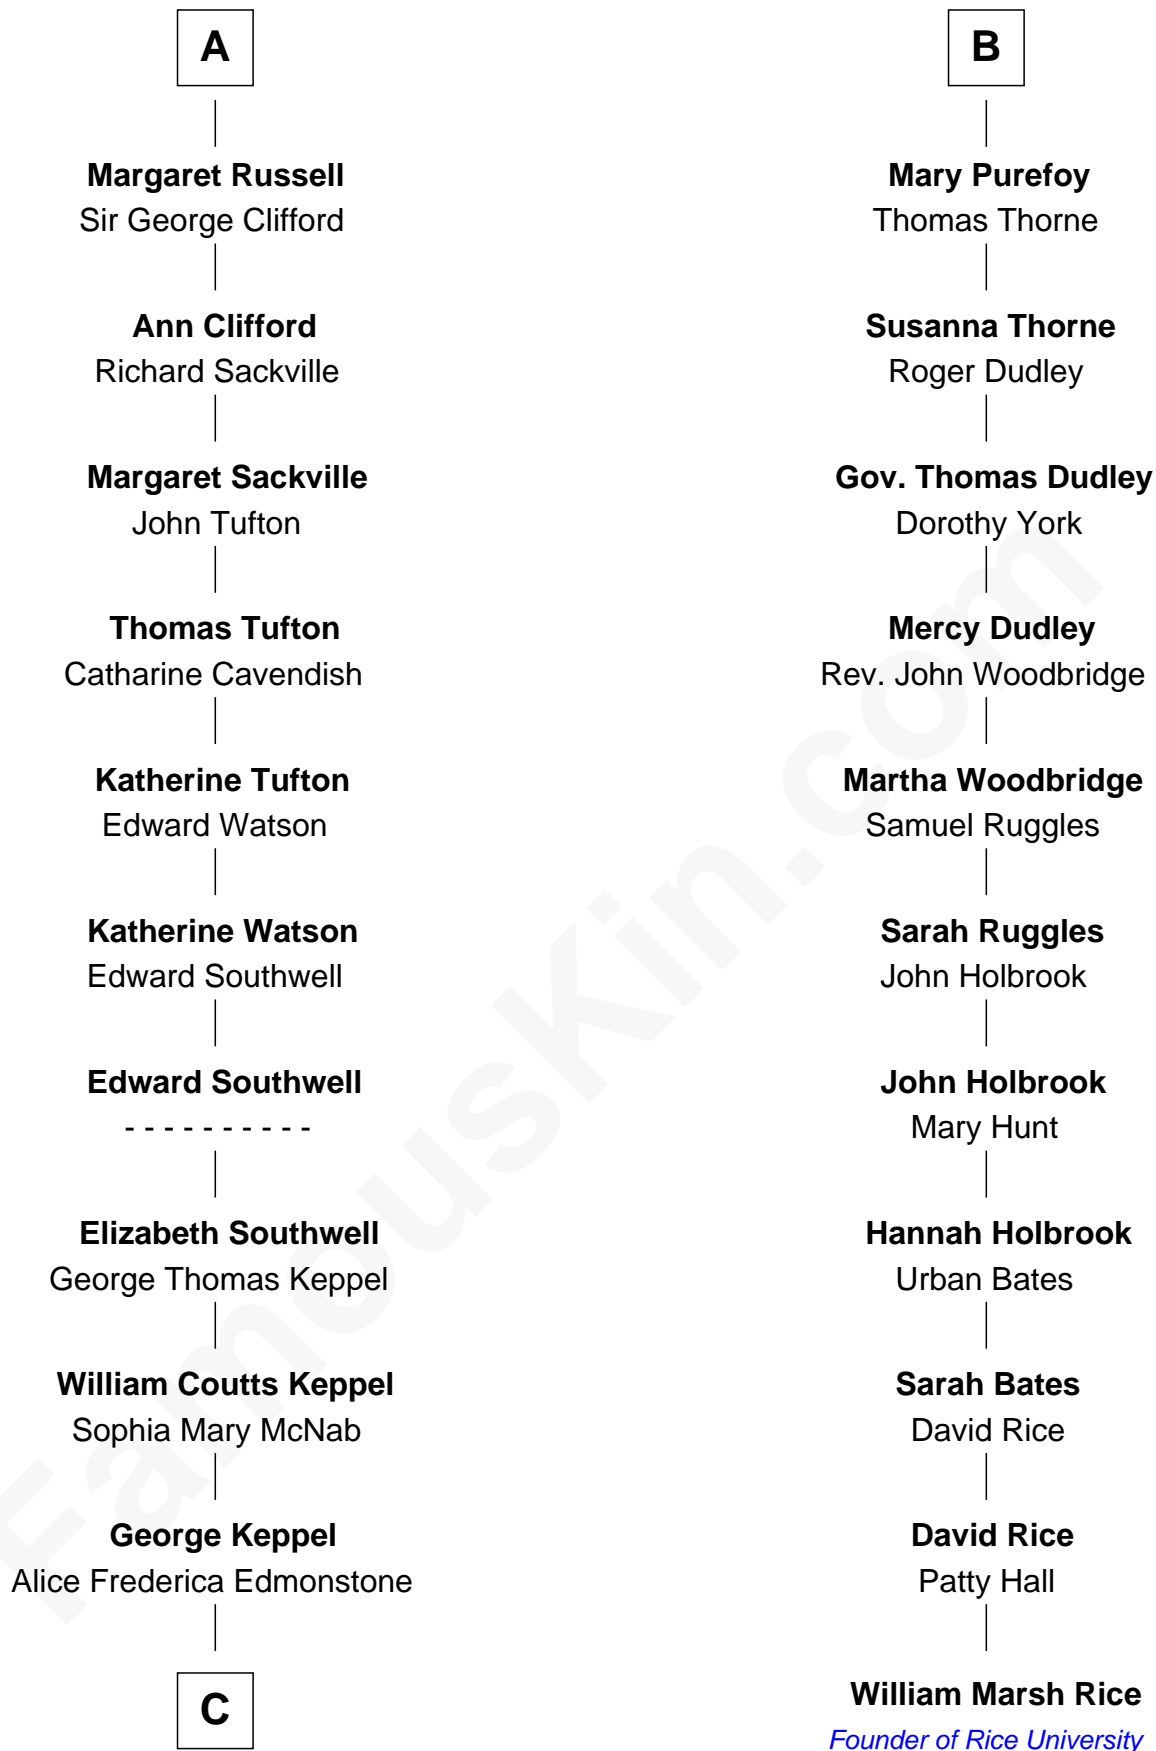 A
Margaret Russell
Sir George Clifford
Ann Clifford
Richard Sackville
Margaret Sackville
John Tufton
Thomas Tufton
Catharine Cavendish
Katherine Tufton
Edward Watson
Katherine Watson
Edward Southwell
Edward Southwell
- - - - - - - - - -
Elizabeth Southwell
George Thomas Keppel
William Coutts Keppel
Sophia Mary McNab
George Keppel
Alice Frederica Edmonstone
C
B
Mary Purefoy
Thomas Thorne
Susanna Thorne
Roger Dudley
Gov. Thomas Dudley
Dorothy York
Mercy Dudley
Rev. John Woodbridge
Martha Woodbridge
Samuel Ruggles
Sarah Ruggles
John Holbrook
John Holbrook
Mary Hunt
Hannah Holbrook
Urban Bates
Sarah Bates
David Rice
David Rice
Patty Hall
William Marsh Rice
Founder of Rice University
FamousKin.com